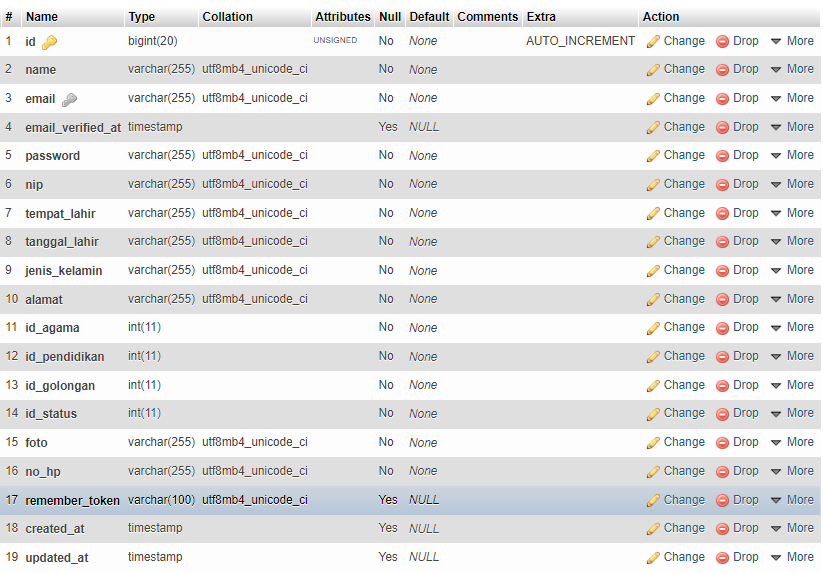 # Name Type Collation Attributes Null Default Comments Extra Action
1 id bigint(20) UNSIGNED No None AUTO_INCREMENT Change Drop More
2 name varchar(255) utf8mb4_unicode_ci No None Change Drop More
3 email varchar(255) utf8mb4_unicode_ci No None Change Drop More
4 email_verified_at timestamp Yes NULL Change Drop More
5 password varchar(255) utf8mb4_unicode_ci No None Change Drop More
6 nip varchar(255) utf8mb4_unicode_ci No None Change Drop More
7 tempat_lahir varchar(255) utf8mb4_unicode_ci No None Change Drop More
8 tanggal_lahir varchar(255) utf8mb4_unicode_ci No None Change Drop More
9 jenis_kelamin varchar(255) utf8mb4_unicode_ci No None Change Drop More
10 alamat varchar(255) utf8mb4_unicode_ci No None Change Drop More
11 id_agama int(11) No None Change Drop More
12 id_pendidikan int(11) No None Change Drop More
13 id_golongan int(11) No None Change Drop More
14 id_status int(11) No None Change Drop More
15 foto varchar(255) utf8mb4_unicode_ci No None Change Drop More
16 no_hp varchar(255) utf8mb4_unicode_ci No None Change Drop More
17 remember_token varchar(100) utf8mb4_unicode_ci Yes NULL Change Drop More
18 created_at timestamp Yes NULL Change Drop More
19 updated_at timestamp Yes NULL Change Drop More